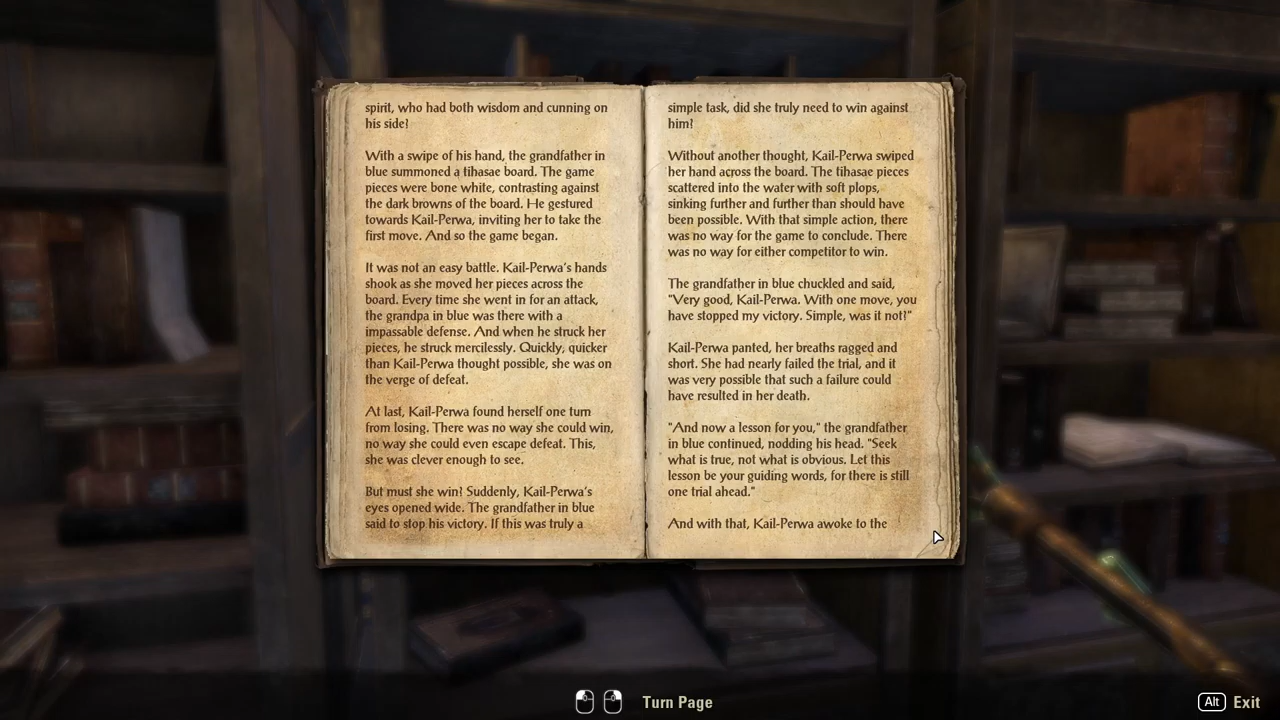 spirit, who had both wisdom and cunning on
his side?
With a swipe of his hand, the grandfather in
blue summoned a tihasae board. The game
pieces were bone white, contrasting against
the dark browns of the board. He gestured
towards Kail-Perwa, inviting her to take the
first move. And so the game began.
It was not an easy battle. Kail-Perwa's hands
shook as she moved her pieces across the
board. Every time she went in for an attack,
the grandpa in blue was there with a
impassable defense. And when he struck her
pieces, he struck mercilessly. Quickly, quicker
than Kail-Perwa thought possible, she was on
the verge of defeat.
At last, Kail-Perwa found herself one turn
from losing. There was no way she could win,
no way she could even escape defeat. This,
she was clever enough to see.
But must she win? Suddenly, Kail-Perwa's
eyes opened wide. The grandfather in blue
said to stop his victory. If this was truly a
simple task, did she truly need to win against
him?
Without another thought, Kail-Perwa swiped
her hand across the board. The tihasae pieces
scattered into the water with soft plops,
sinking further and further than should have
been possible. With that simple action, there
was no way for the game to conclude. There
was no way for either competitor to win.
The grandfather in blue chuckled and said,
"Very good, Kail-Perwa. With one move, you
have stopped my victory. Simple, was it not?"
Kail-Perwa panted, her breaths ragged and
short. She had nearly failed the trial, and it
was very possible that such a failure could
have resulted in her death.
"And now a lesson for you," the grandfather
in blue continued, nodding his head. "Seek
what is true, not what is obvious. Let this
lesson be your guiding words, for there is still
one trial ahead."
And with that, Kail-Perwa awoke to the
Turn Page
Alt Exit